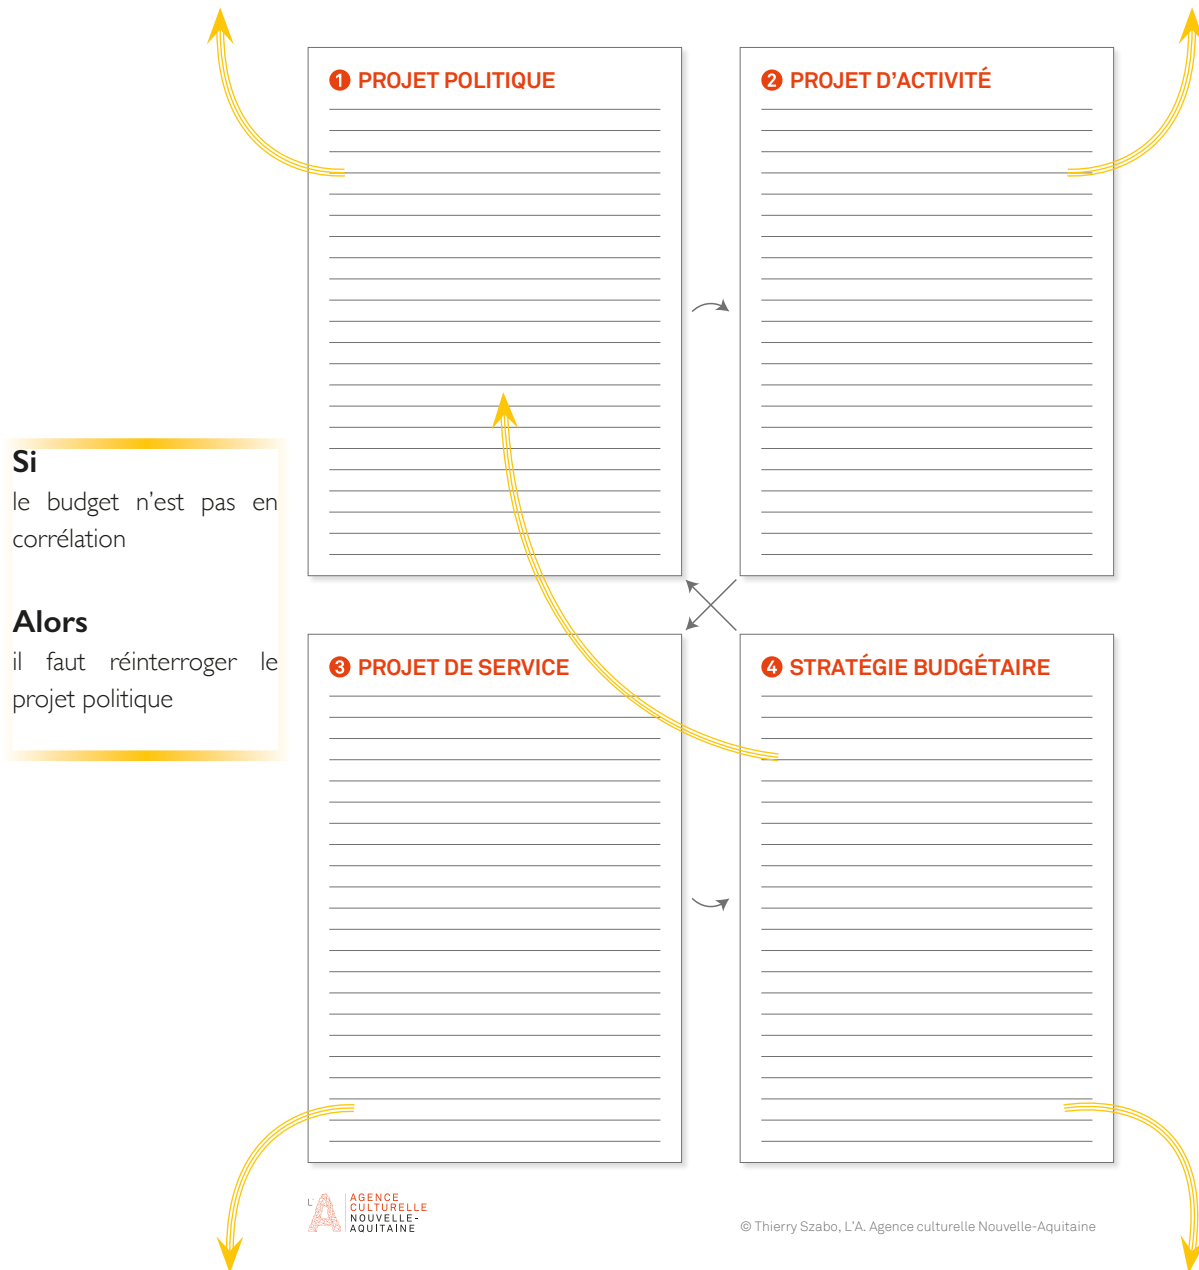 1 PROJET POLITIQUE
2 PROJET D’ACTIVITÉ
Si
le budget n’est pas en
corrélation
Alors
il faut réinterroger le
projet politique
3 PROJET DE SERVICE
4 STRATÉGIE BUDGÉTAIRE
L’A
AGENCE
CULTURELLE
NOUVELLE-
AQUITAINE
© Thierry Szabo, L’A. Agence culturelle Nouvelle-Aquitaine